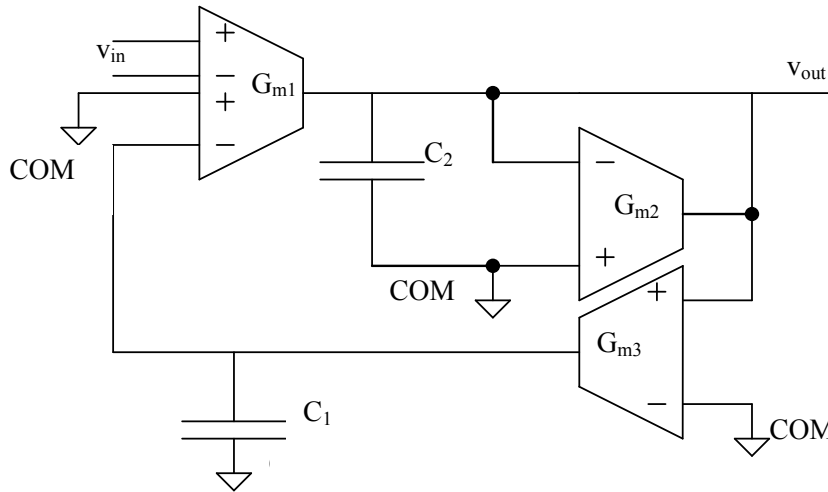 v_in
+
−
+
−
G_m1
v_out
COM
C_2
−
G_m2
+
COM
+
G_m3
−
C_1
COM